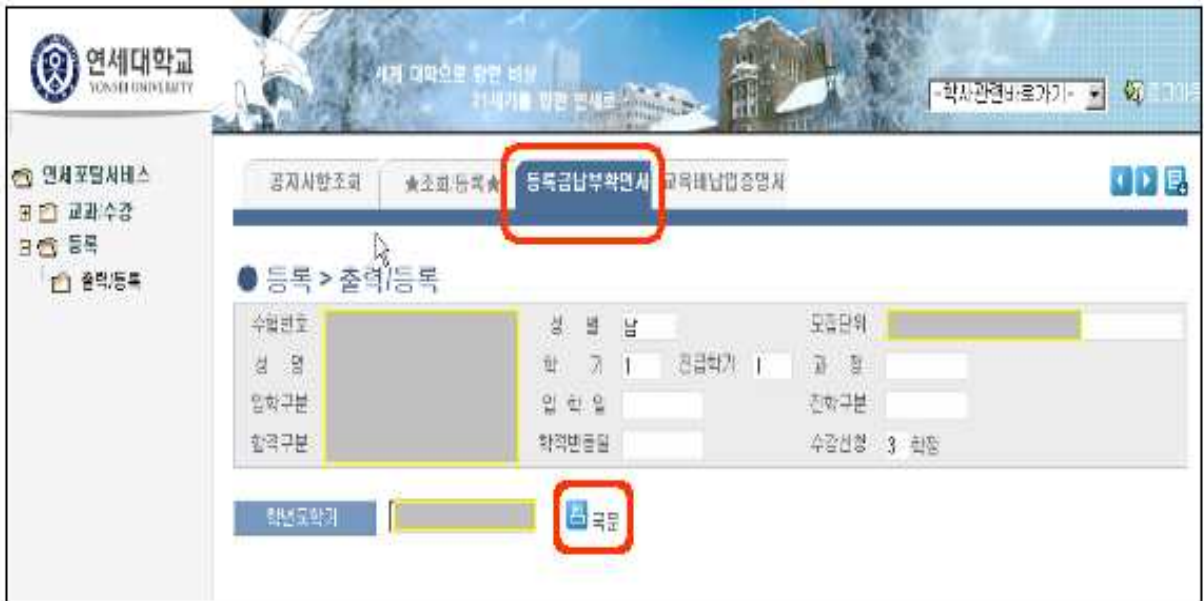 연세대학교
YONSEI UNIVERSITY
세계 대학으로 향한 비상
21세기를 향한 연세로
-학사관련바로가기-
로그아웃
연세포탈서비스
교과/수강
등록
출력/등록
공지사항조회
★조회/등록★
등록금납부확인서
교육비납입증명서
등록 > 출력/등록
수험번호 성 별 남 모집단위
성 명 학 기 1 진급학기 1 과 정
입학구분 입 학 일 진학구분
합격구분 학적변동일 수강신청 3 학점
학년도학기 국문